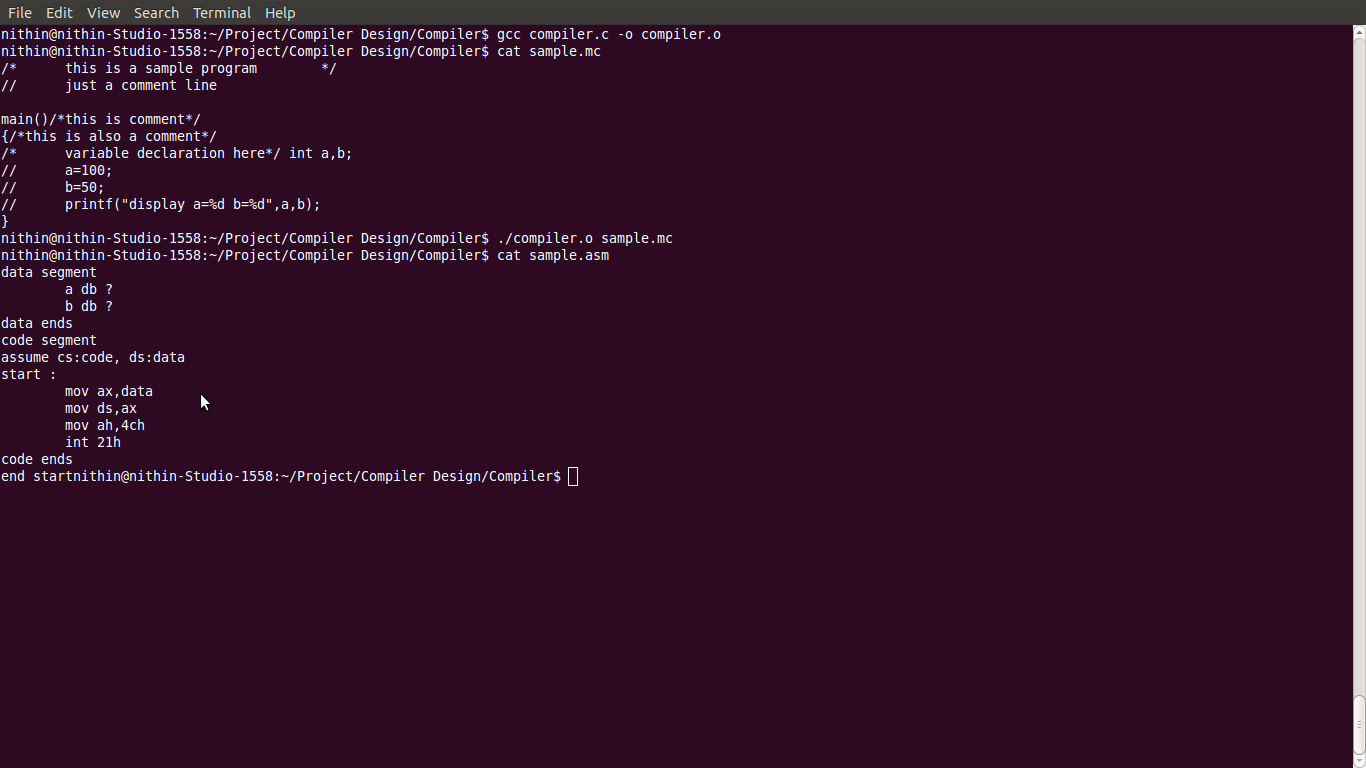 File Edit View Search Terminal Help
nithin@nithin-Studio-1558:~/Project/Compiler Design/Compiler$ gcc compiler.c -o compiler.o
nithin@nithin-Studio-1558:~/Project/Compiler Design/Compiler$ cat sample.mc
/*      this is a sample program        */
//      just a comment line

main()/*this is comment*/
{/*this is also a comment*/
/*      variable declaration here*/ int a,b;
//      a=100;
//      b=50;
//      printf("display a=%d b=%d",a,b);
}
nithin@nithin-Studio-1558:~/Project/Compiler Design/Compiler$ ./compiler.o sample.mc
nithin@nithin-Studio-1558:~/Project/Compiler Design/Compiler$ cat sample.asm
data segment
        a db ?
        b db ?
data ends
code segment
assume cs:code, ds:data
start :
        mov ax,data
        mov ds,ax
        mov ah,4ch
        int 21h
code ends
end startnithin@nithin-Studio-1558:~/Project/Compiler Design/Compiler$